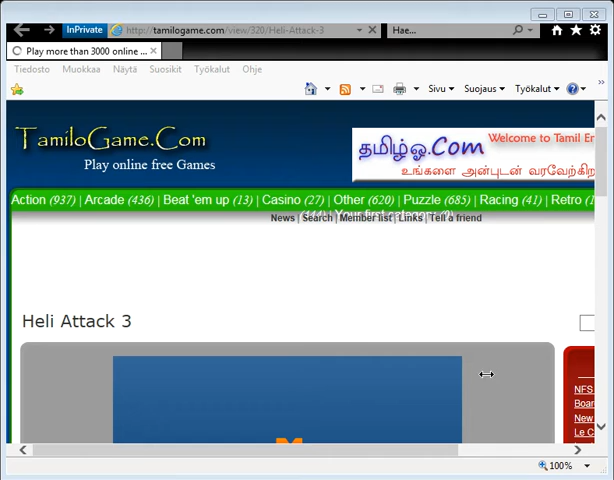 InPrivate http://tamilogame.com/view/320/Heli-Attack-3 Hae...
Play more than 3000 online ...
Tiedosto Muokkaa Näytä Suosikit Työkalut Ohje
Sivu Suojaus Työkalut
TamiloGame.Com
Play online free Games
தமிழ்ஓ.Com
Welcome to Tamil En
உங்களை அன்புடன் வரவேற்கிற
Action (937) | Arcade (436) | Beat 'em up (13) | Casino (27) | Other (620) | Puzzle (685) | Racing (41) | Retro (1
News | Search | Member list | Links | Tell a friend
Heli Attack 3
NFS
Boar
New
Le C
100%